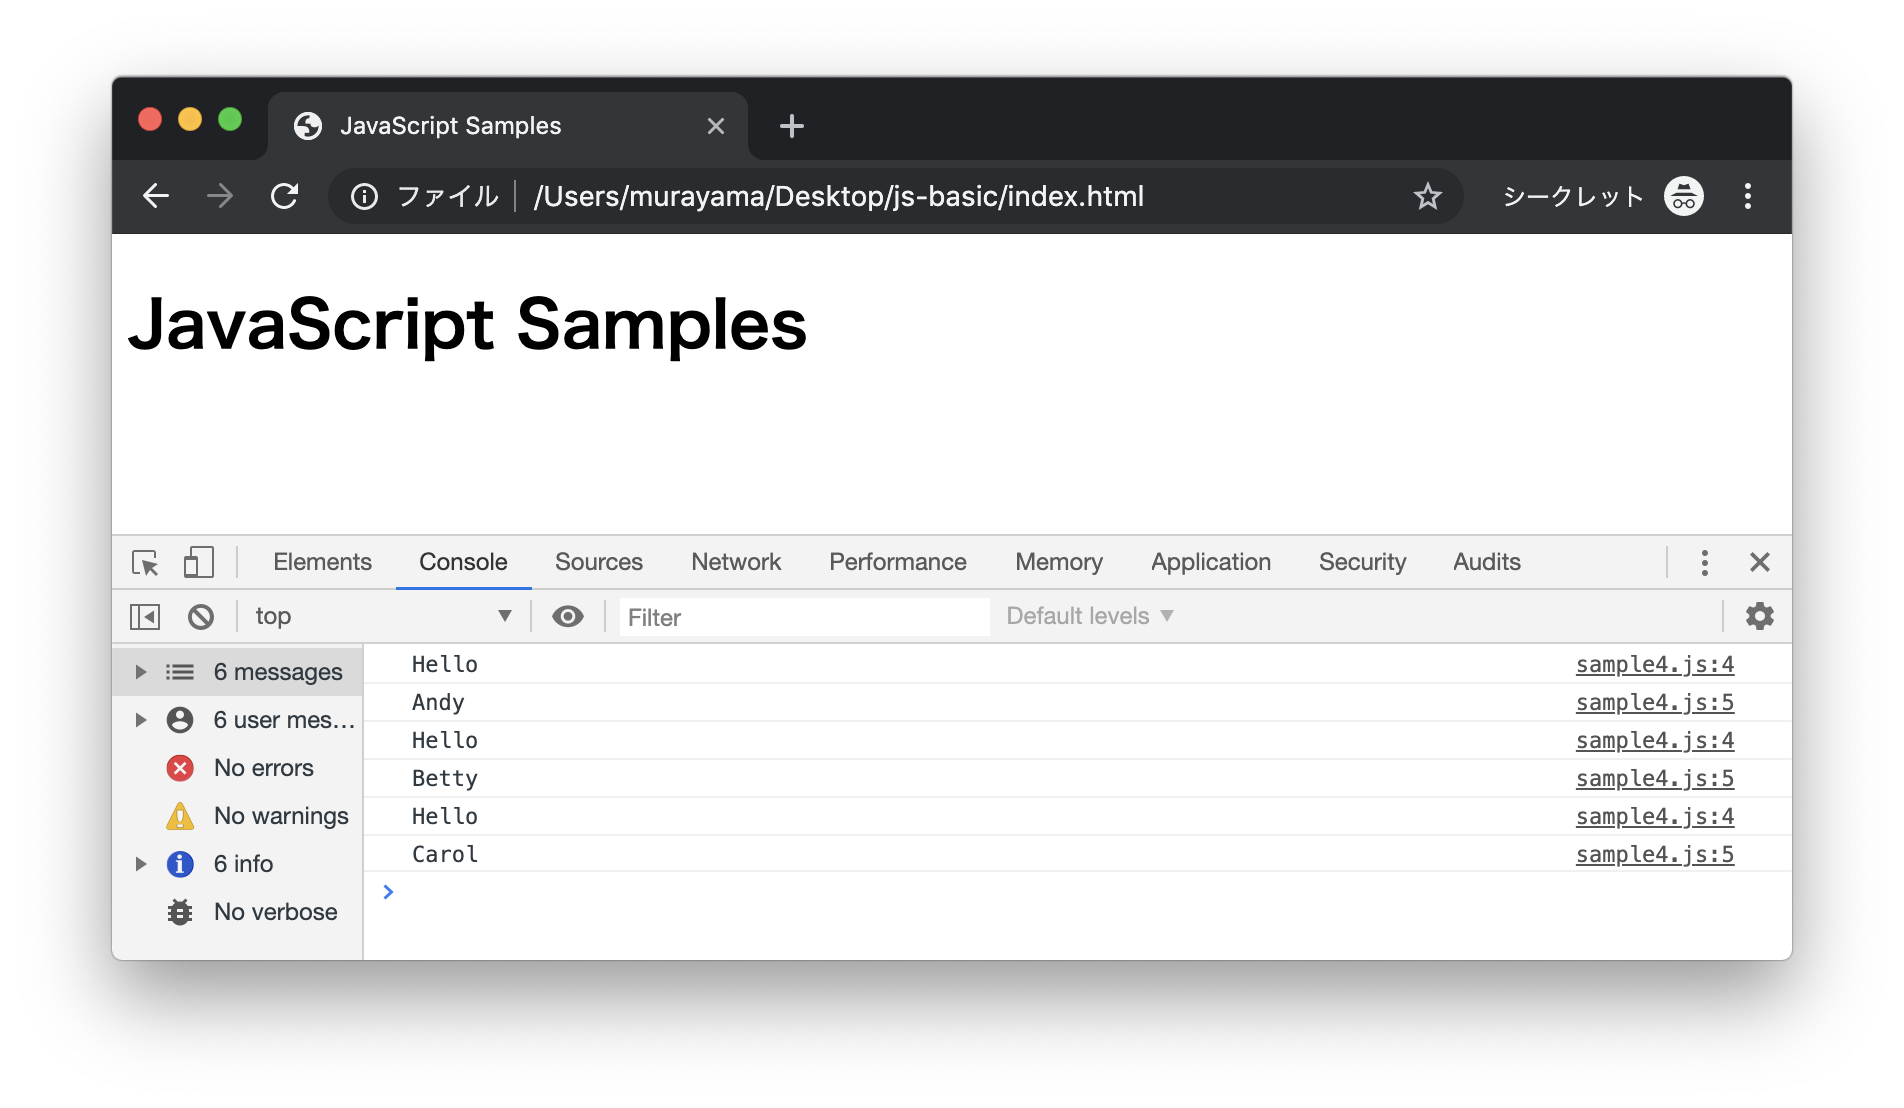 JavaScript Samples
ファイル /Users/murayama/Desktop/js-basic/index.html シークレット
JavaScript Samples
Elements Console Sources Network Performance Memory Application Security Audits
top Filter Default levels
6 messages
6 user mes…
No errors
No warnings
6 info
No verbose
Hello sample4.js:4
Andy sample4.js:5
Hello sample4.js:4
Betty sample4.js:5
Hello sample4.js:4
Carol sample4.js:5